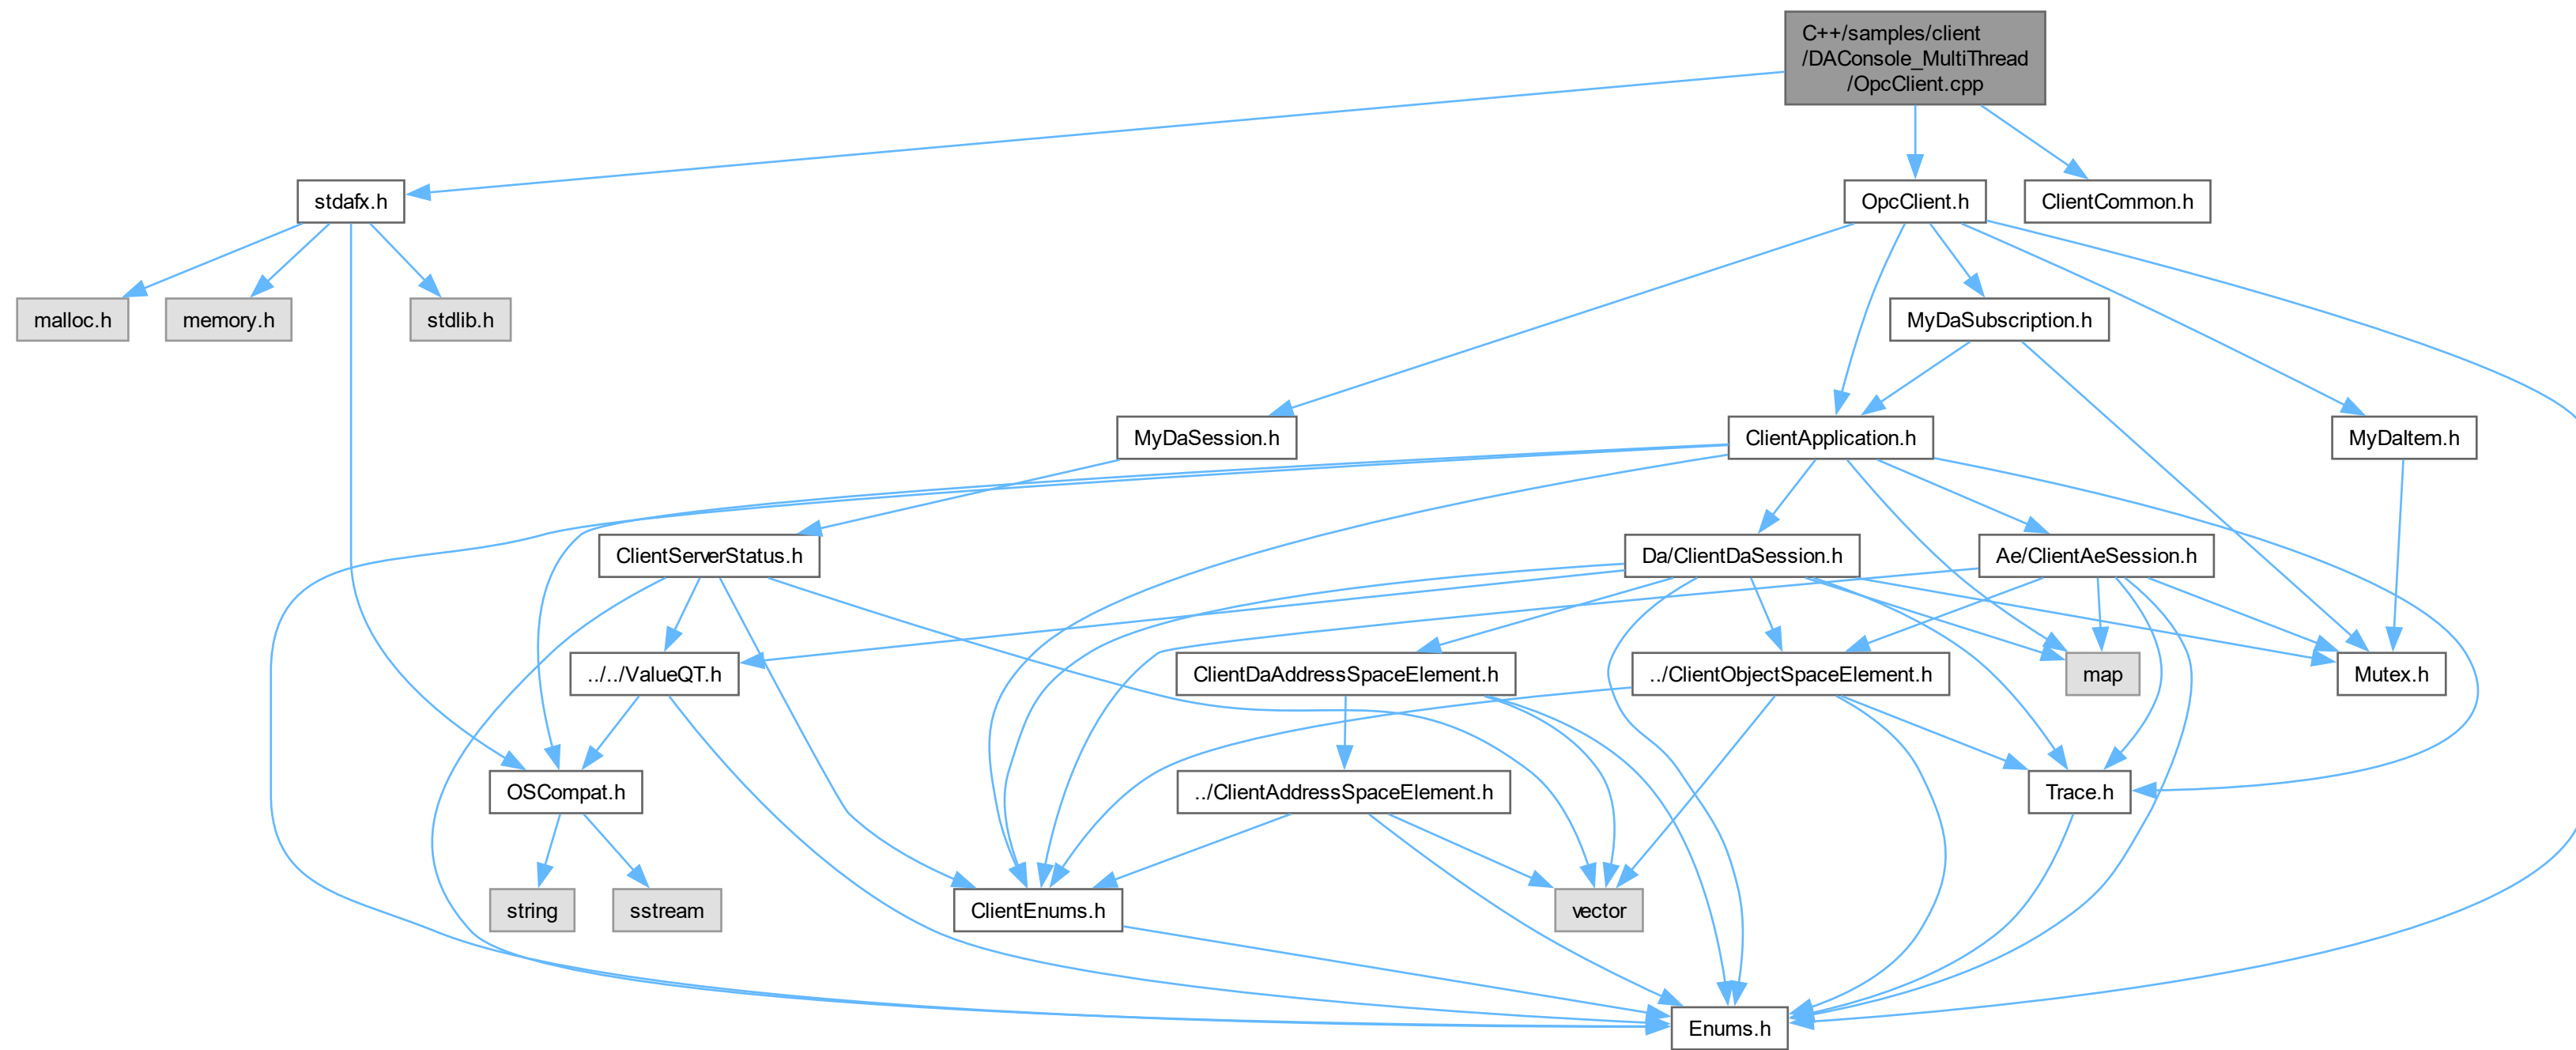 C++/samples/client
/DAConsole_MultiThread
/OpcClient.cpp
stdafx.h
OpcClient.h
ClientCommon.h
malloc.h
memory.h
stdlib.h
MyDaSubscription.h
MyDaSession.h
ClientApplication.h
MyDaItem.h
ClientServerStatus.h
Da/ClientDaSession.h
Ae/ClientAeSession.h
../../ValueQT.h
ClientDaAddressSpaceElement.h
../ClientObjectSpaceElement.h
map
Mutex.h
OSCompat.h
../ClientAddressSpaceElement.h
Trace.h
string
sstream
ClientEnums.h
vector
Enums.h